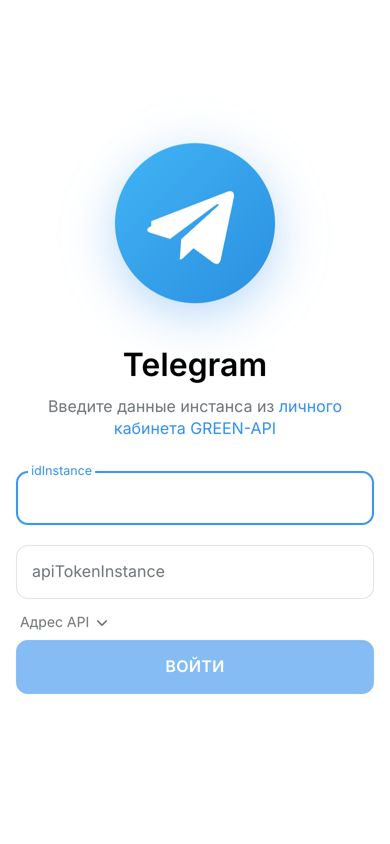 Telegram
Введите данные инстанса из личного
кабинета GREEN-API
idInstance
apiTokenInstance
Адрес API
ВОЙТИ